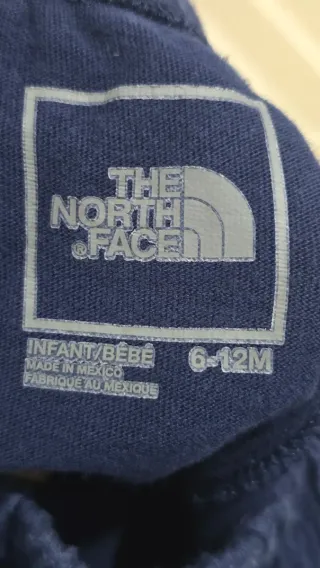 THE
NORTH
®FACE
INFANT/BÉBÉ 6-12M
MADE IN MEXICO
FABRIQUÉ AU MEXIQUE